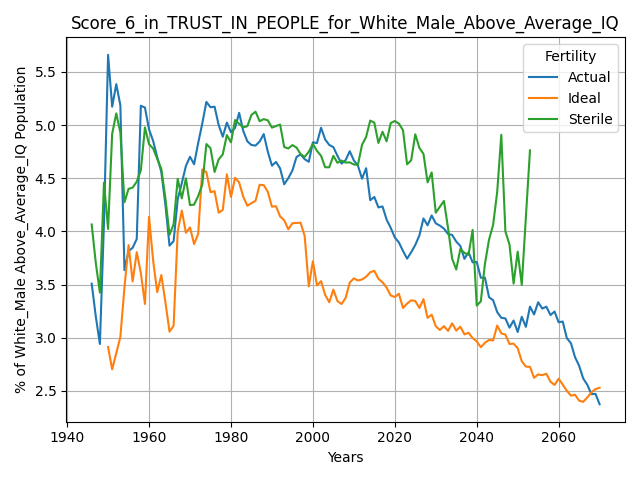 Score_6_in_TRUST_IN_PEOPLE_for_White_Male_Above_Average_IQ
% of White_Male Above_Average_IQ Population
5.5
5.0
4.5
4.0
3.5
3.0
2.5
Fertility
Actual
Ideal
Sterile
1940 1960 1980 2000 2020 2040 2060
Years